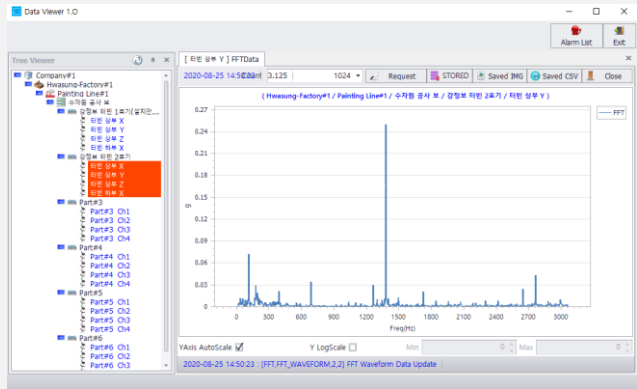 Data Viewer 1.0
Alarm List Exit
Tree Viewer
[ 터빈 상부 Y ] FFTData
Company#1
Hwasung-Factory#1
Painting Line#1
수자원 공사 보
강정보 터빈 1호기(설치만...
터빈 상부 X
터빈 상부 Y
터빈 상부 Z
터빈 하부 X
강정보 터빈 2호기
터빈 상부 X
터빈 상부 Y
터빈 상부 Z
터빈 하부 X
Part#3
Part#3 Ch1
Part#3 Ch2
Part#3 Ch3
Part#3 Ch4
Part#4
Part#4 Ch1
Part#4 Ch2
Part#4 Ch3
Part#4 Ch4
Part#5
Part#5 Ch1
Part#5 Ch2
Part#5 Ch3
Part#5 Ch4
Part#6
Part#6 Ch1
Part#6 Ch2
Part#6 Ch3
2020-08-25 14:50 3.125 1024 Request STORED Saved IMG Saved CSV Close
( Hwasung-Factory#1 / Painting Line#1 / 수자원 공사 보 / 강정보 터빈 2호기 / 터빈 상부 Y )
FFT
0.27
0.24
0.21
0.18
0.15
0.12
0.09
0.06
0.03
0
g
0 300 600 900 1200 1500 1800 2100 2400 2700 3000
Freq(Hz)
YAxis AutoScale Y LogScale Min 0 Max 0
2020-08-25 14:50:23 : [FFT,FFT_WAVEFORM,2,2] FFT Waveform Data Update